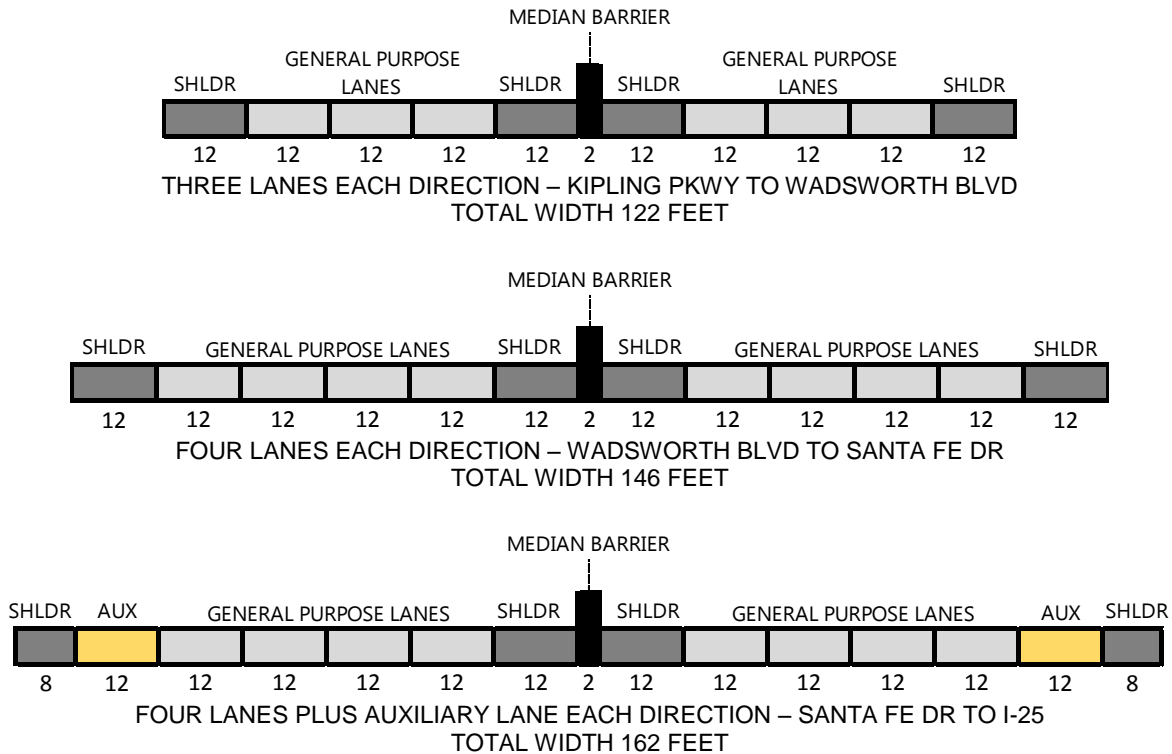 MEDIAN BARRIER
GENERAL PURPOSE GENERAL PURPOSE
SHLDR LANES SHLDR SHLDR LANES SHLDR
12 12 12 12 12 2 12 12 12 12 12
THREE LANES EACH DIRECTION – KIPLING PKWY TO WADSWORTH BLVD
TOTAL WIDTH 122 FEET
MEDIAN BARRIER
SHLDR GENERAL PURPOSE LANES SHLDR SHLDR GENERAL PURPOSE LANES SHLDR
12 12 12 12 12 12 2 12 12 12 12 12 12
FOUR LANES EACH DIRECTION – WADSWORTH BLVD TO SANTA FE DR
TOTAL WIDTH 146 FEET
MEDIAN BARRIER
SHLDR AUX GENERAL PURPOSE LANES SHLDR SHLDR GENERAL PURPOSE LANES AUX SHLDR
8 12 12 12 12 12 12 2 12 12 12 12 12 12 8
FOUR LANES PLUS AUXILIARY LANE EACH DIRECTION – SANTA FE DR TO I-25
TOTAL WIDTH 162 FEET